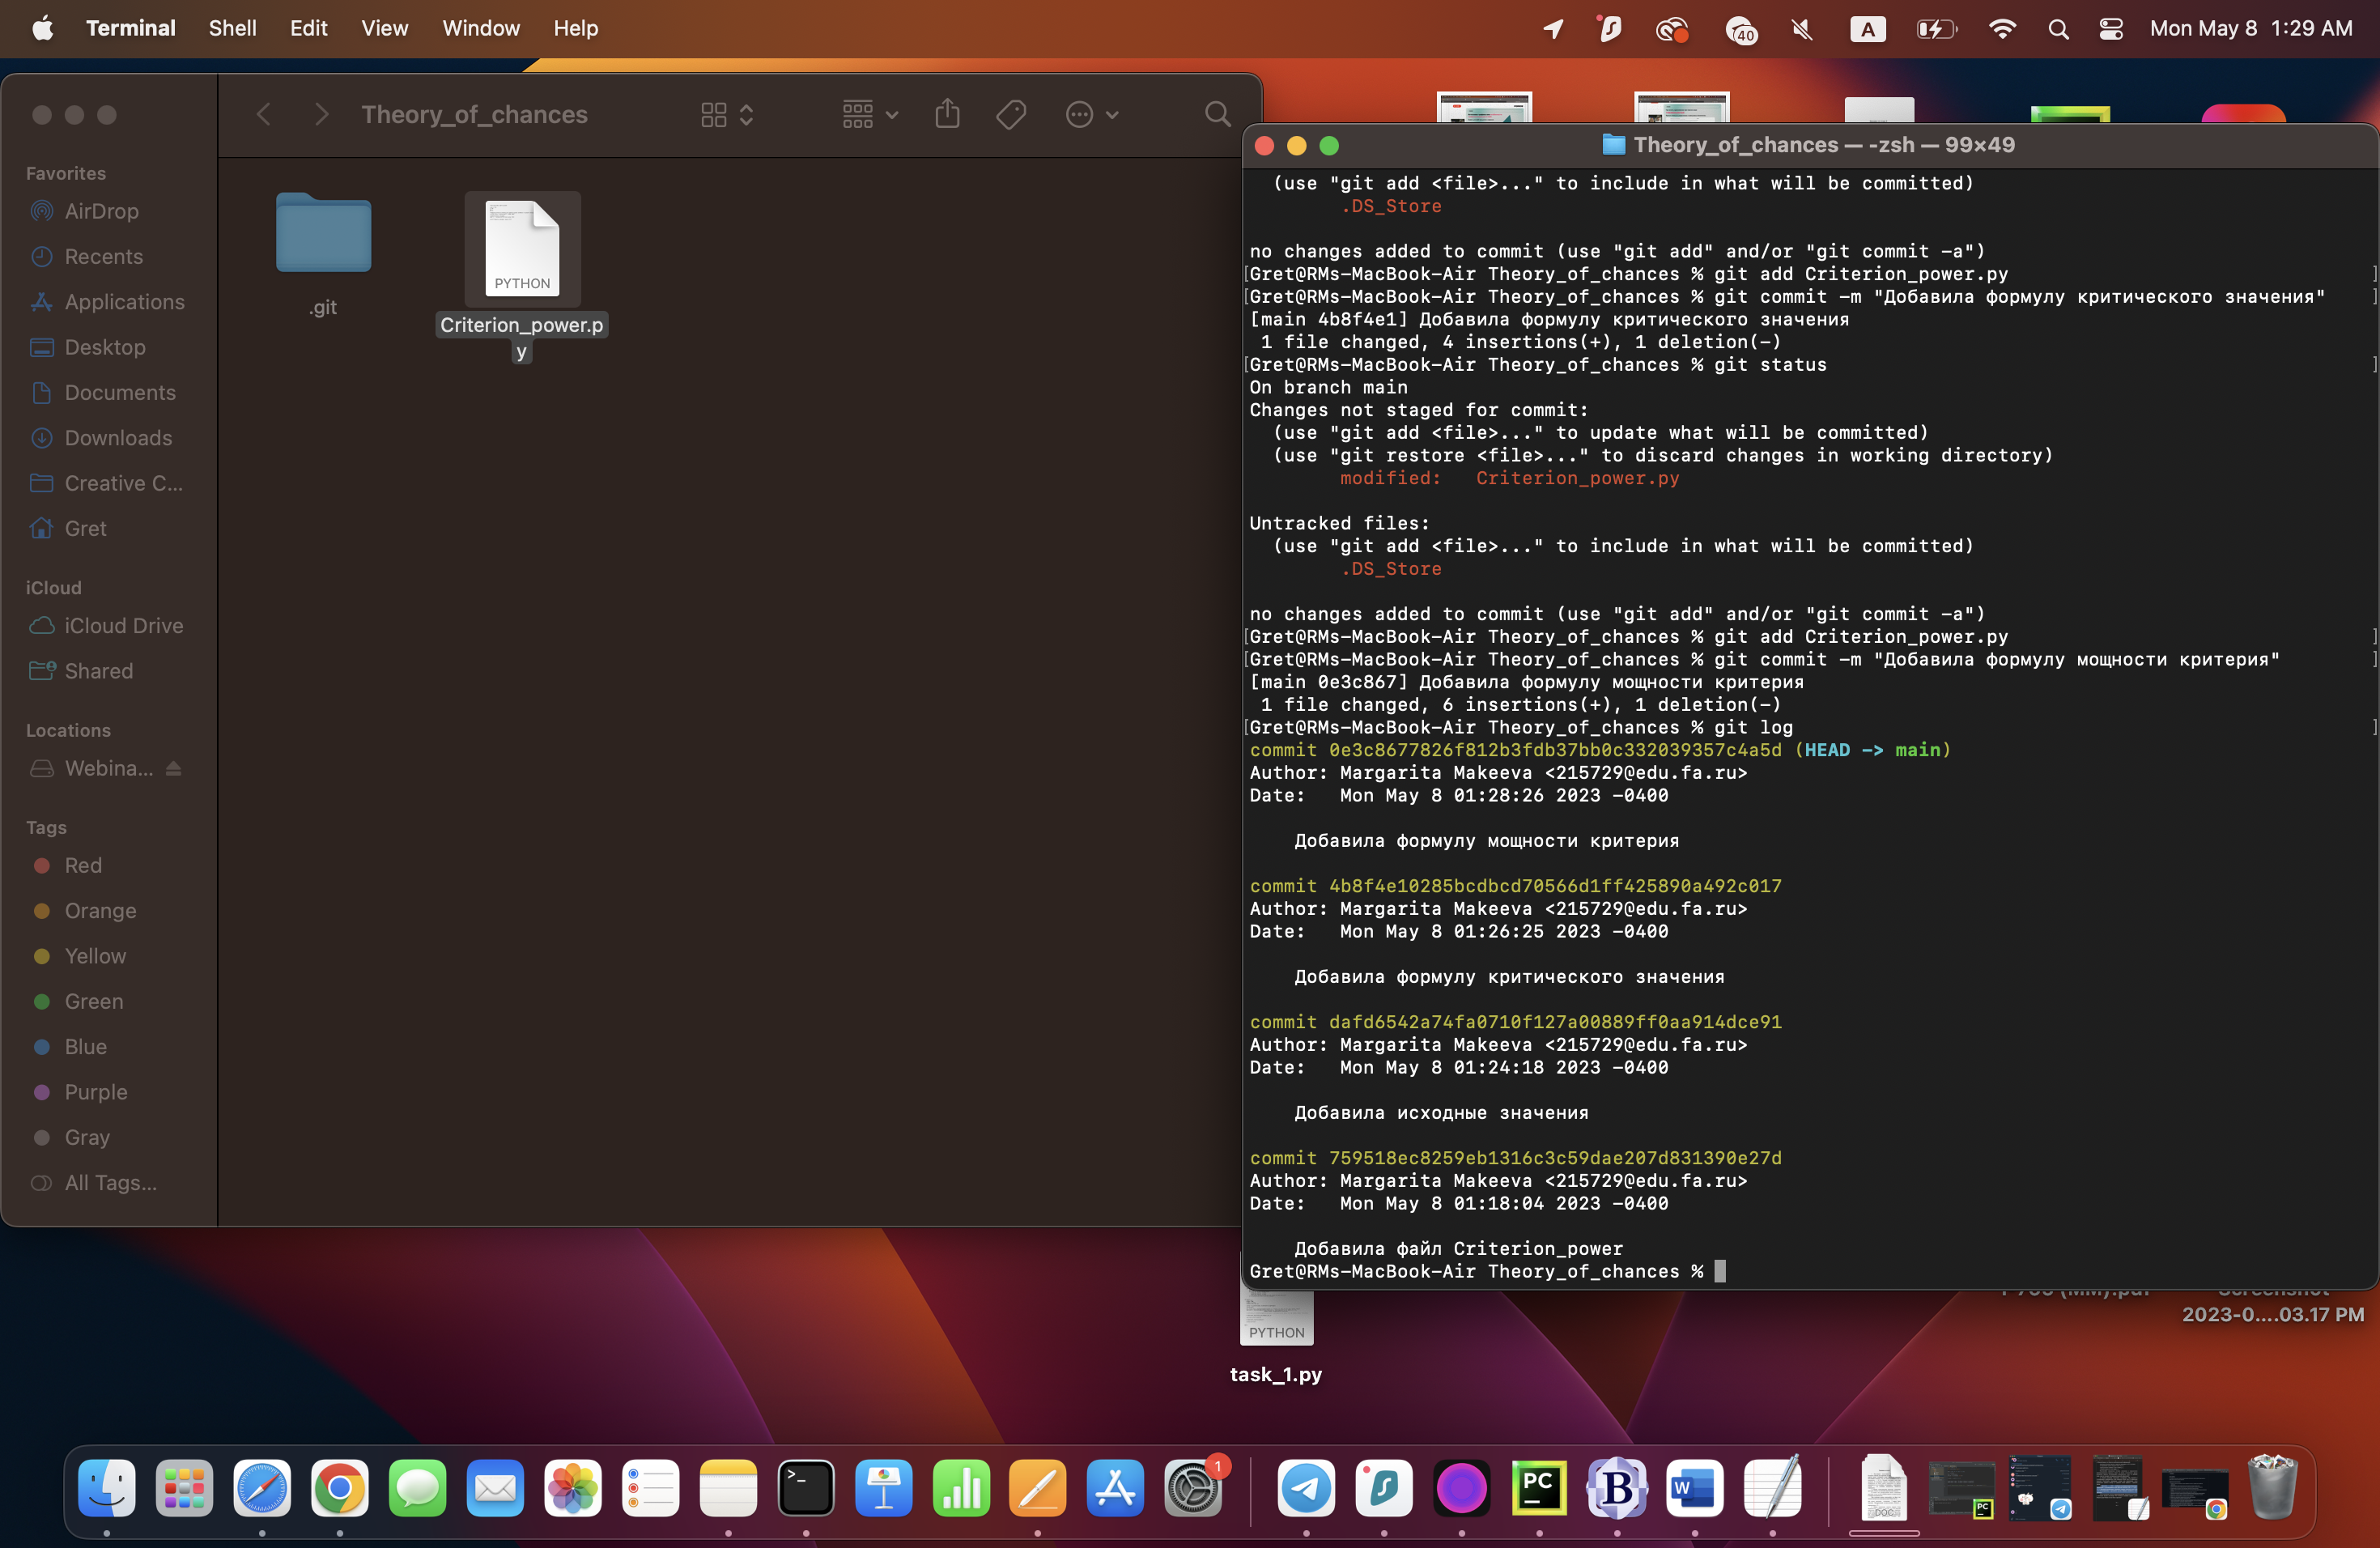 Terminal Shell Edit View Window Help 40 A Mon May 8 1:29 AM
Theory_of_chances
Favorites
AirDrop
Recents
Applications
Desktop
Documents
Downloads
Creative C...
Gret
iCloud
iCloud Drive
Shared
Locations
Webina...
Tags
Red
Orange
Yellow
Green
Blue
Purple
Gray
All Tags...
.git
PYTHON
Criterion_power.p
y
Theory_of_chances — -zsh — 99×49
(use "git add <file>..." to include in what will be committed)
.DS_Store
no changes added to commit (use "git add" and/or "git commit -a")
[Gret@RMs-MacBook-Air Theory_of_chances % git add Criterion_power.py ]
[Gret@RMs-MacBook-Air Theory_of_chances % git commit -m "Добавила формулу критического значения" ]
[main 4b8f4e1] Добавила формулу критического значения
1 file changed, 4 insertions(+), 1 deletion(-)
[Gret@RMs-MacBook-Air Theory_of_chances % git status ]
On branch main
Changes not staged for commit:
(use "git add <file>..." to update what will be committed)
(use "git restore <file>..." to discard changes in working directory)
modified: Criterion_power.py
Untracked files:
(use "git add <file>..." to include in what will be committed)
.DS_Store
no changes added to commit (use "git add" and/or "git commit -a")
[Gret@RMs-MacBook-Air Theory_of_chances % git add Criterion_power.py ]
[Gret@RMs-MacBook-Air Theory_of_chances % git commit -m "Добавила формулу мощности критерия" ]
[main 0e3c867] Добавила формулу мощности критерия
1 file changed, 6 insertions(+), 1 deletion(-)
[Gret@RMs-MacBook-Air Theory_of_chances % git log ]
commit 0e3c8677826f812b3fdb37bb0c332039357c4a5d (HEAD -> main)
Author: Margarita Makeeva <215729@edu.fa.ru>
Date: Mon May 8 01:28:26 2023 -0400
Добавила формулу мощности критерия
commit 4b8f4e10285bcdbcd70566d1ff425890a492c017
Author: Margarita Makeeva <215729@edu.fa.ru>
Date: Mon May 8 01:26:25 2023 -0400
Добавила формулу критического значения
commit dafd6542a74fa0710f127a00889ff0aa914dce91
Author: Margarita Makeeva <215729@edu.fa.ru>
Date: Mon May 8 01:24:18 2023 -0400
Добавила исходные значения
commit 759518ec8259eb1316c3c59dae207d831390e27d
Author: Margarita Makeeva <215729@edu.fa.ru>
Date: Mon May 8 01:18:04 2023 -0400
Добавила файл Criterion_power
Gret@RMs-MacBook-Air Theory_of_chances %
2023-0....03.17 PM
PYTHON
task_1.py
1
PC
B
W
DOC
PC